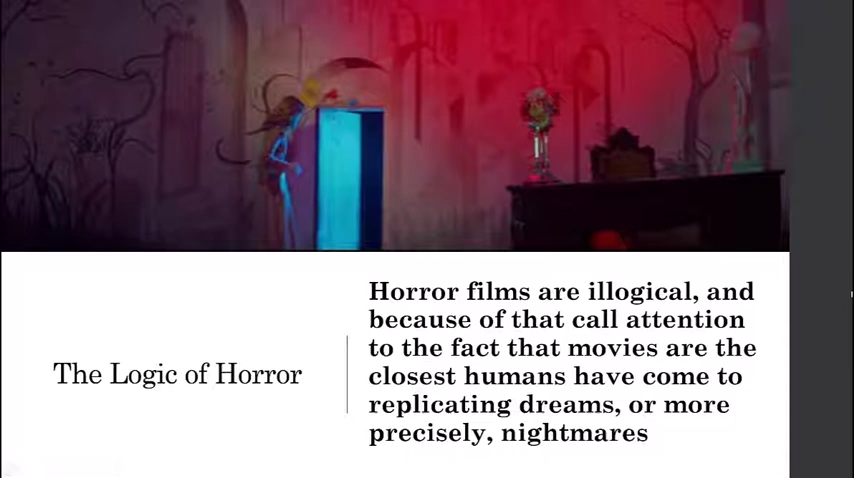 The Logic of Horror
Horror films are illogical, and
because of that call attention
to the fact that movies are the
closest humans have come to
replicating dreams, or more
precisely, nightmares